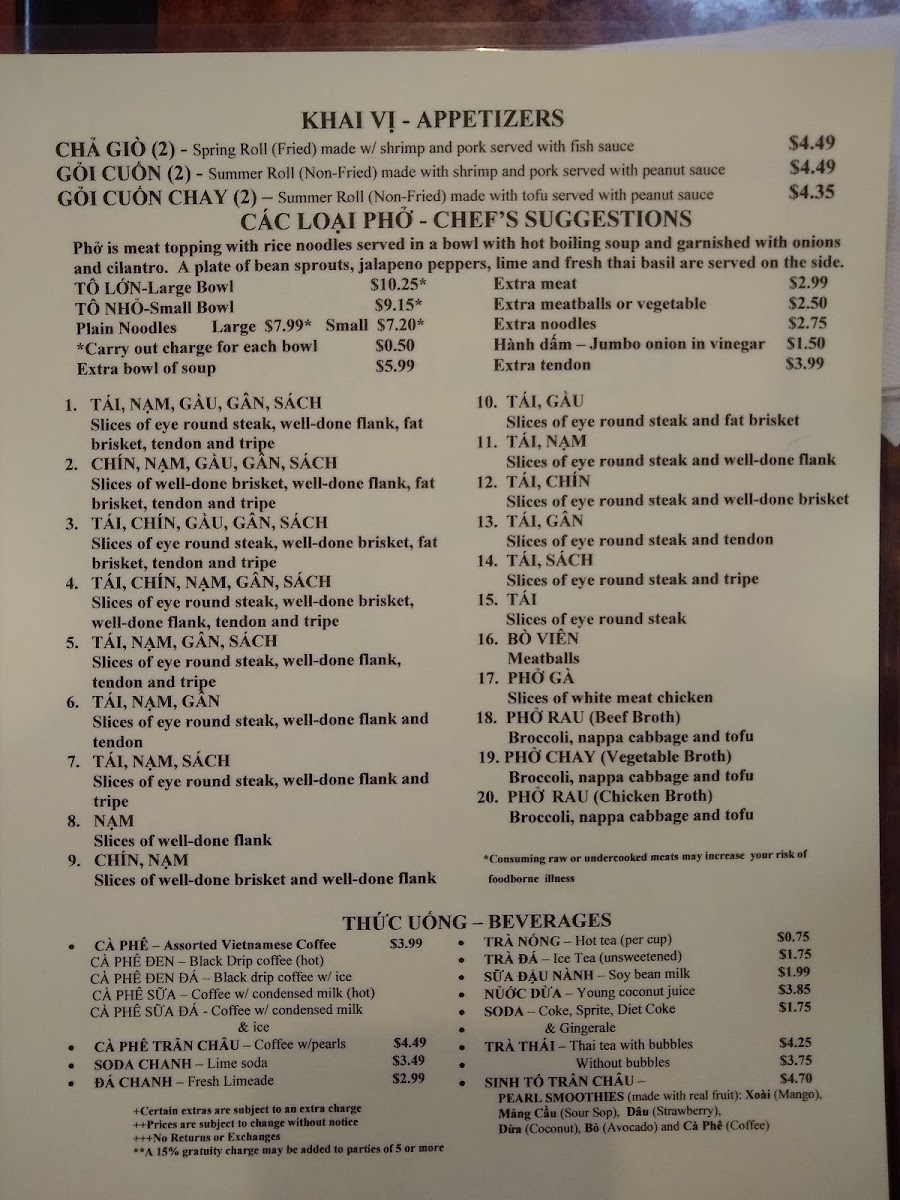 KHAI VỊ - APPETIZERS
CHẢ GIÒ (2) - Spring Roll (Fried) made w/ shrimp and pork served with fish sauce $4.49
GỎI CUỐN (2) - Summer Roll (Non-Fried) made with shrimp and pork served with peanut sauce $4.49
GỎI CUỐN CHAY (2) – Summer Roll (Non-Fried) made with tofu served with peanut sauce $4.35
CÁC LOẠI PHỞ - CHEF'S SUGGESTIONS
Phở is meat topping with rice noodles served in a bowl with hot boiling soup and garnished with onions
and cilantro. A plate of bean sprouts, jalapeno peppers, lime and fresh thai basil are served on the side.
TÔ LỚN-Large Bowl $10.25*
TÔ NHỎ-Small Bowl $9.15*
Plain Noodles Large $7.99* Small $7.20*
*Carry out charge for each bowl $0.50
Extra bowl of soup $5.99
Extra meat $2.99
Extra meatballs or vegetable $2.50
Extra noodles $2.75
Hành dấm – Jumbo onion in vinegar $1.50
Extra tendon $3.99
1. TÁI, NẠM, GÀU, GÂN, SÁCH
Slices of eye round steak, well-done flank, fat
brisket, tendon and tripe
2. CHÍN, NẠM, GÀU, GÂN, SÁCH
Slices of well-done brisket, well-done flank, fat
brisket, tendon and tripe
3. TÁI, CHÍN, GÀU, GÂN, SÁCH
Slices of eye round steak, well-done brisket, fat
brisket, tendon and tripe
4. TÁI, CHÍN, NẠM, GÂN, SÁCH
Slices of eye round steak, well-done brisket,
well-done flank, tendon and tripe
5. TÁI, NẠM, GÂN, SÁCH
Slices of eye round steak, well-done flank,
tendon and tripe
6. TÁI, NẠM, GÂN
Slices of eye round steak, well-done flank and
tendon
7. TÁI, NẠM, SÁCH
Slices of eye round steak, well-done flank and
tripe
8. NẠM
Slices of well-done flank
9. CHÍN, NẠM
Slices of well-done brisket and well-done flank
10. TÁI, GÀU
Slices of eye round steak and fat brisket
11. TÁI, NẠM
Slices of eye round steak and well-done flank
12. TÁI, CHÍN
Slices of eye round steak and well-done brisket
13. TÁI, GÂN
Slices of eye round steak and tendon
14. TÁI, SÁCH
Slices of eye round steak and tripe
15. TÁI
Slices of eye round steak
16. BÒ VIÊN
Meatballs
17. PHỞ GÀ
Slices of white meat chicken
18. PHỞ RAU (Beef Broth)
Broccoli, nappa cabbage and tofu
19. PHỞ CHAY (Vegetable Broth)
Broccoli, nappa cabbage and tofu
20. PHỞ RAU (Chicken Broth)
Broccoli, nappa cabbage and tofu
*Consuming raw or undercooked meats may increase your risk of
foodborne illness
THỨC UỐNG – BEVERAGES
• CÀ PHÊ – Assorted Vietnamese Coffee $3.99
CÀ PHÊ ĐEN – Black Drip coffee (hot)
CÀ PHÊ ĐEN ĐÁ – Black drip coffee w/ ice
CÀ PHÊ SỮA – Coffee w/ condensed milk (hot)
CÀ PHÊ SỮA ĐÁ - Coffee w/ condensed milk
& ice
• CÀ PHÊ TRÂN CHÂU – Coffee w/pearls $4.49
• SODA CHANH – Lime soda $3.49
• ĐÁ CHANH – Fresh Limeade $2.99
• TRÀ NÓNG – Hot tea (per cup) $0.75
• TRÀ ĐÁ – Ice Tea (unsweetened) $1.75
• SỮA ĐẬU NÀNH – Soy bean milk $1.99
• NƯỚC DỪA – Young coconut juice $3.85
• SODA – Coke, Sprite, Diet Coke $1.75
• & Gingerale
• TRÀ THÁI – Thai tea with bubbles $4.25
• Without bubbles $3.75
• SINH TỐ TRÂN CHÂU – $4.70
PEARL SMOOTHIES (made with real fruit): Xoài (Mango),
Mãng Cầu (Sour Sop), Dâu (Strawberry),
Dừa (Coconut), Bơ (Avocado) and Cà Phê (Coffee)
+Certain extras are subject to an extra charge
++Prices are subject to change without notice
+++No Returns or Exchanges
**A 15% gratuity charge may be added to parties of 5 or more